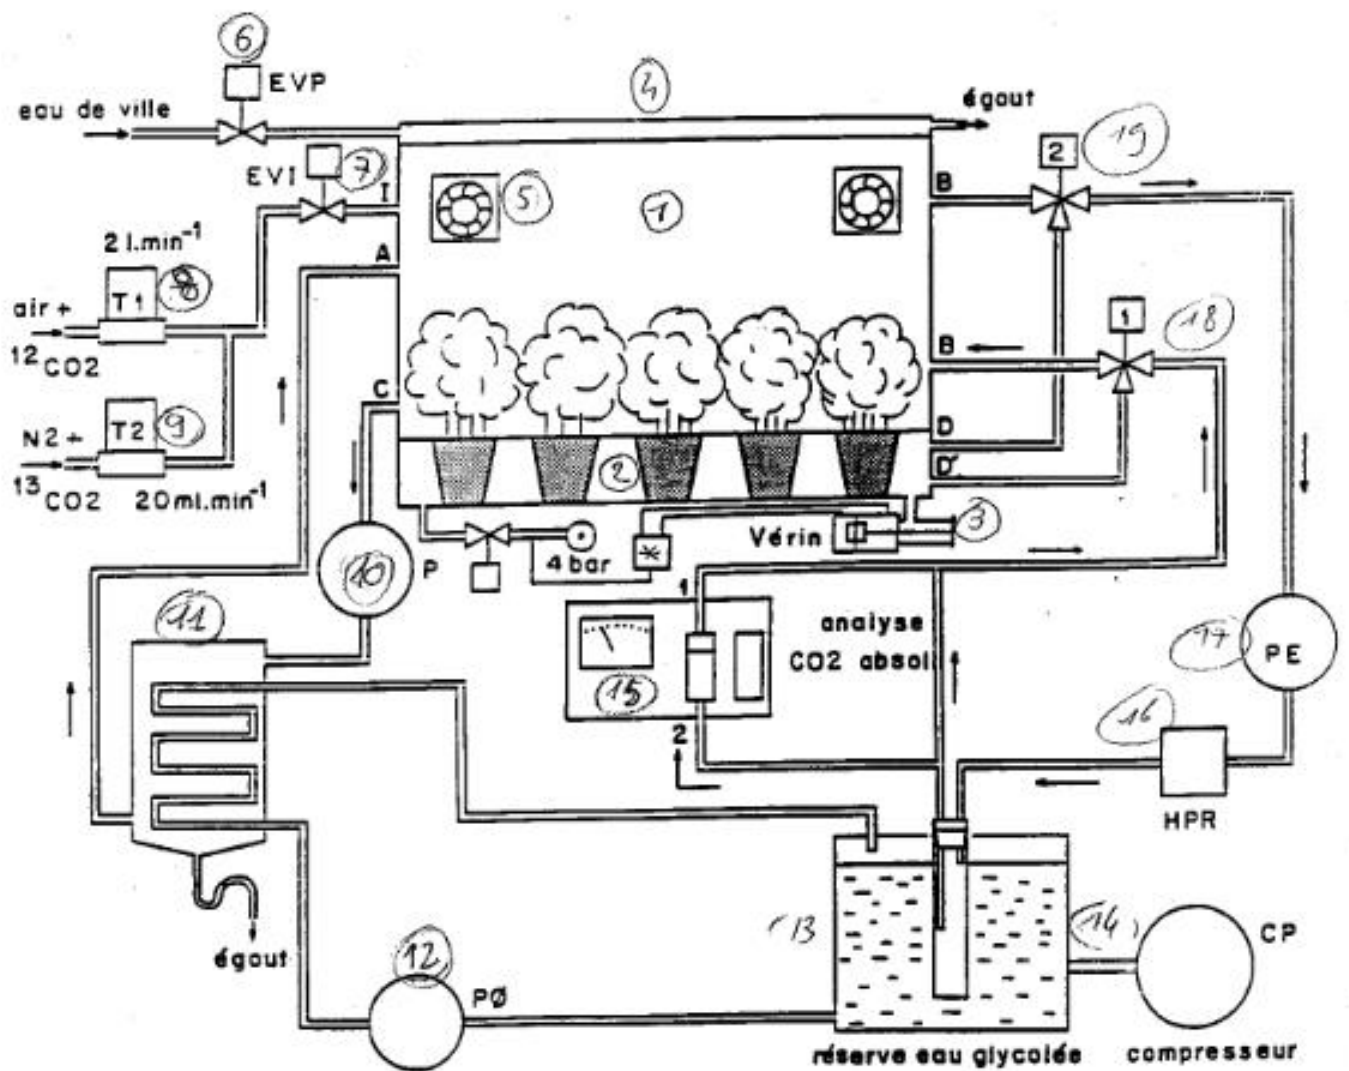 6
EVP
eau de ville
4
égout
2
19
EVI
7
I
5
1
B
2 l.min⁻¹
A
T1
8
air +
¹²CO2
1
18
B
C
T2
9
N2 +
¹³CO2
20 ml.min⁻¹
2
D
D'
Vérin
3
10
P
4 bar
1
11
analyse
CO2 absol
15
17
PE
2
16
HPR
13
14
CP
égout
12
PØ
réserve eau glycolée
compresseur